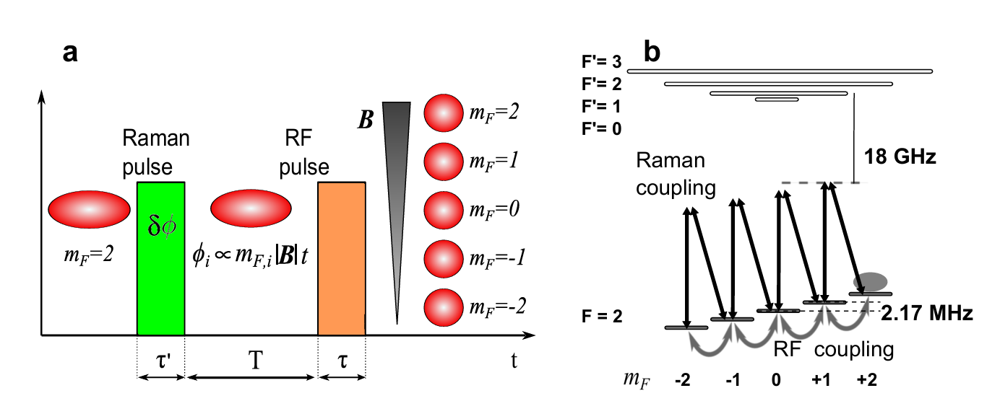 a
Raman
pulse
RF
pulse
δϕ
m_F=2
ϕ_i ∝ m_{F,i} |B| t
B
m_F=2
m_F=1
m_F=0
m_F=-1
m_F=-2
τ'
T
τ
t
b
F'= 3
F'= 2
F'= 1
F'= 0
18 GHz
Raman
coupling
F = 2
2.17 MHz
RF coupling
m_F -2 -1 0 +1 +2